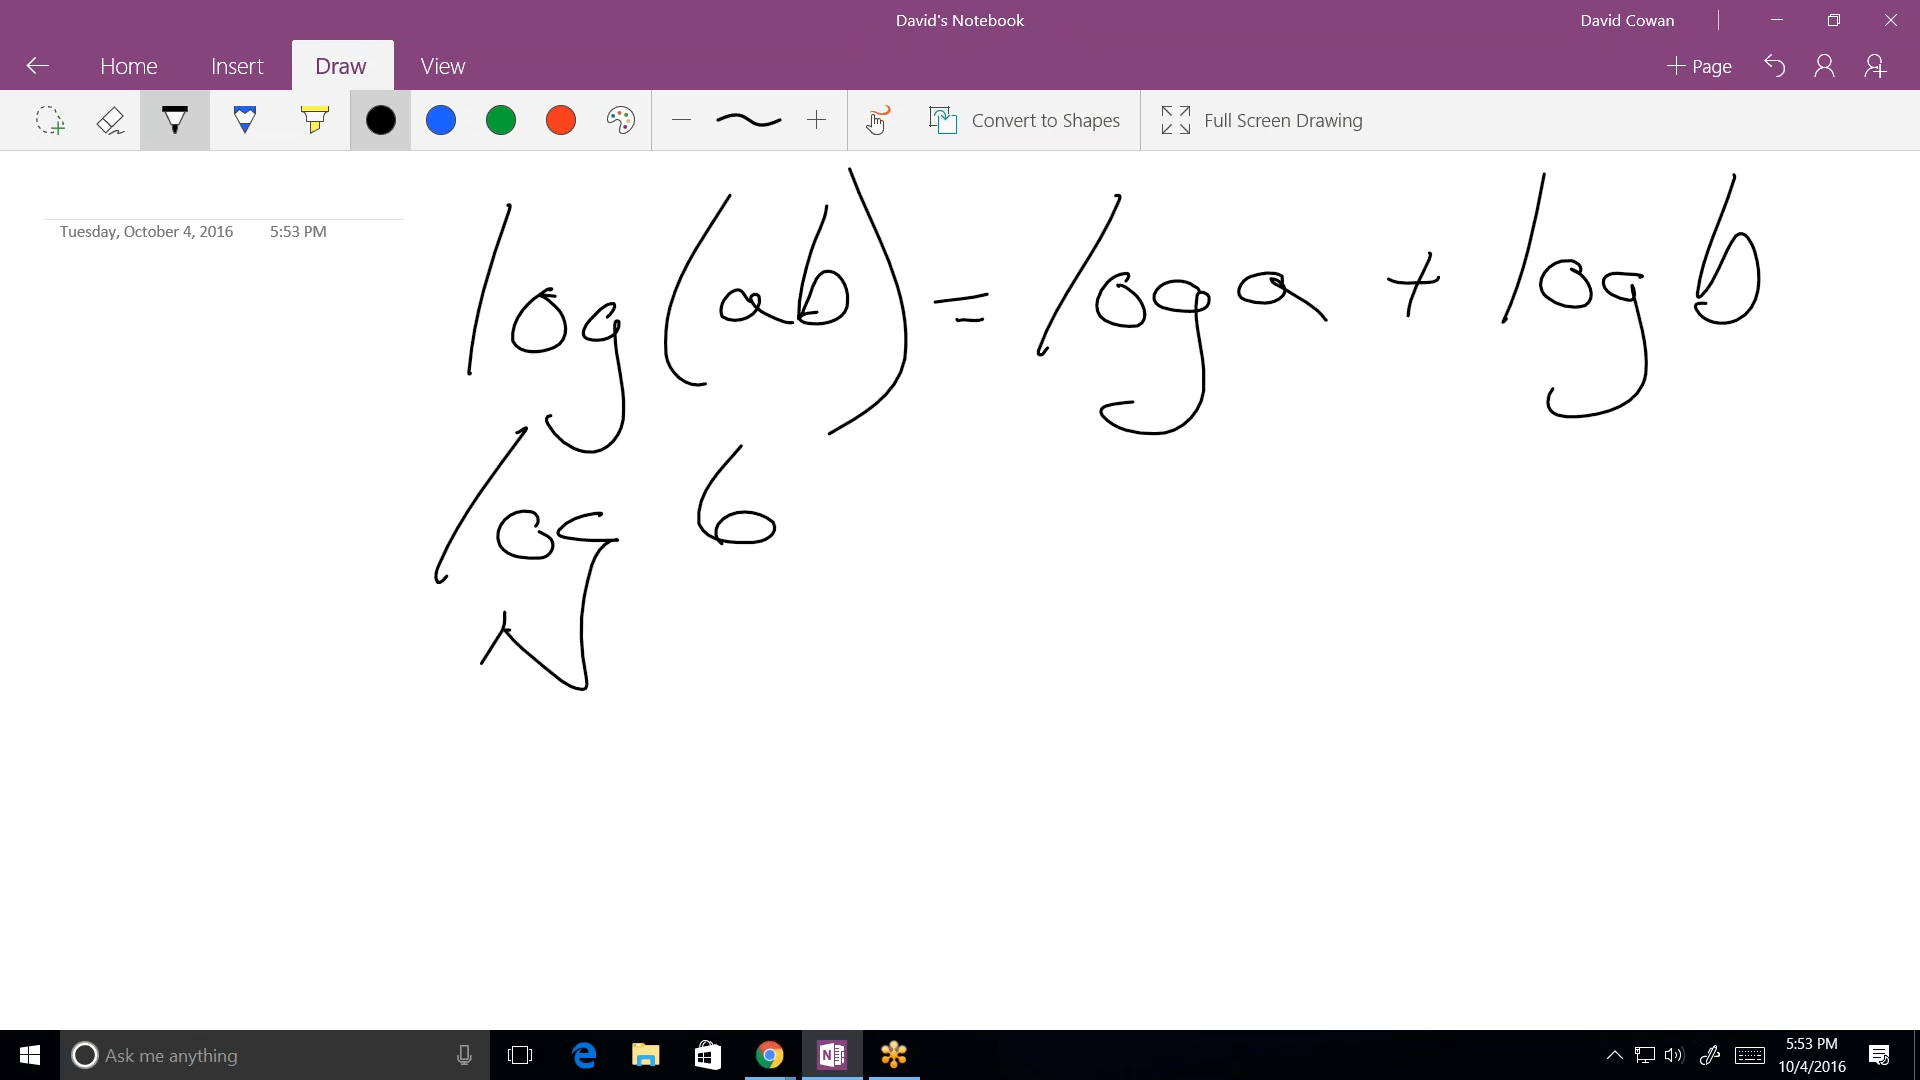 David's Notebook
David Cowan
Home Insert Draw View
Page
Convert to Shapes
Full Screen Drawing
Tuesday, October 4, 2016 5:53 PM
log (ab) = log a + log b
log 6
Ask me anything
5:53 PM
10/4/2016